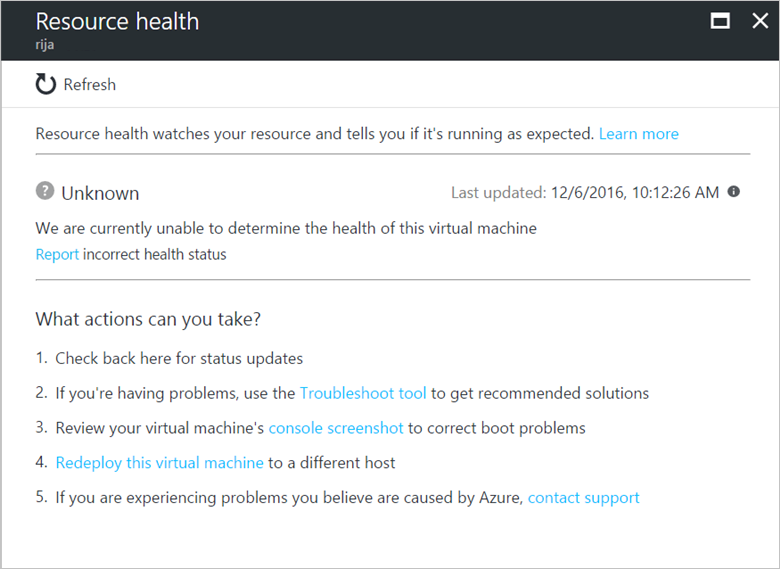 Resource health
rija
Refresh
Resource health watches your resource and tells you if it's running as expected. Learn more
? Unknown
Last updated: 12/6/2016, 10:12:26 AM
We are currently unable to determine the health of this virtual machine
Report incorrect health status
What actions can you take?
1. Check back here for status updates
2. If you're having problems, use the Troubleshoot tool to get recommended solutions
3. Review your virtual machine's console screenshot to correct boot problems
4. Redeploy this virtual machine to a different host
5. If you are experiencing problems you believe are caused by Azure, contact support